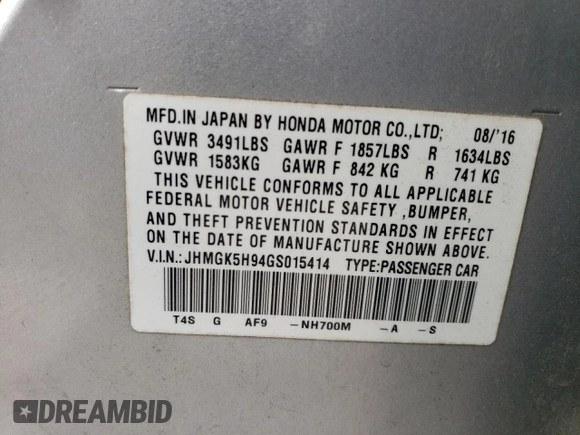 MFD.IN JAPAN BY HONDA MOTOR CO.,LTD; 08/'16
GVWR 3491LBS GAWR F 1857LBS R 1634LBS
GVWR 1583KG GAWR F 842 KG R 741 KG
THIS VEHICLE CONFORMS TO ALL APPLICABLE
FEDERAL MOTOR VEHICLE SAFETY ,BUMPER,
AND THEFT PREVENTION STANDARDS IN EFFECT
ON THE DATE OF MANUFACTURE SHOWN ABOVE.
V.I.N.:JHMGK5H94GS015414 TYPE:PASSENGER CAR
T4S G AF9 -NH700M -A -S
DREAMBID